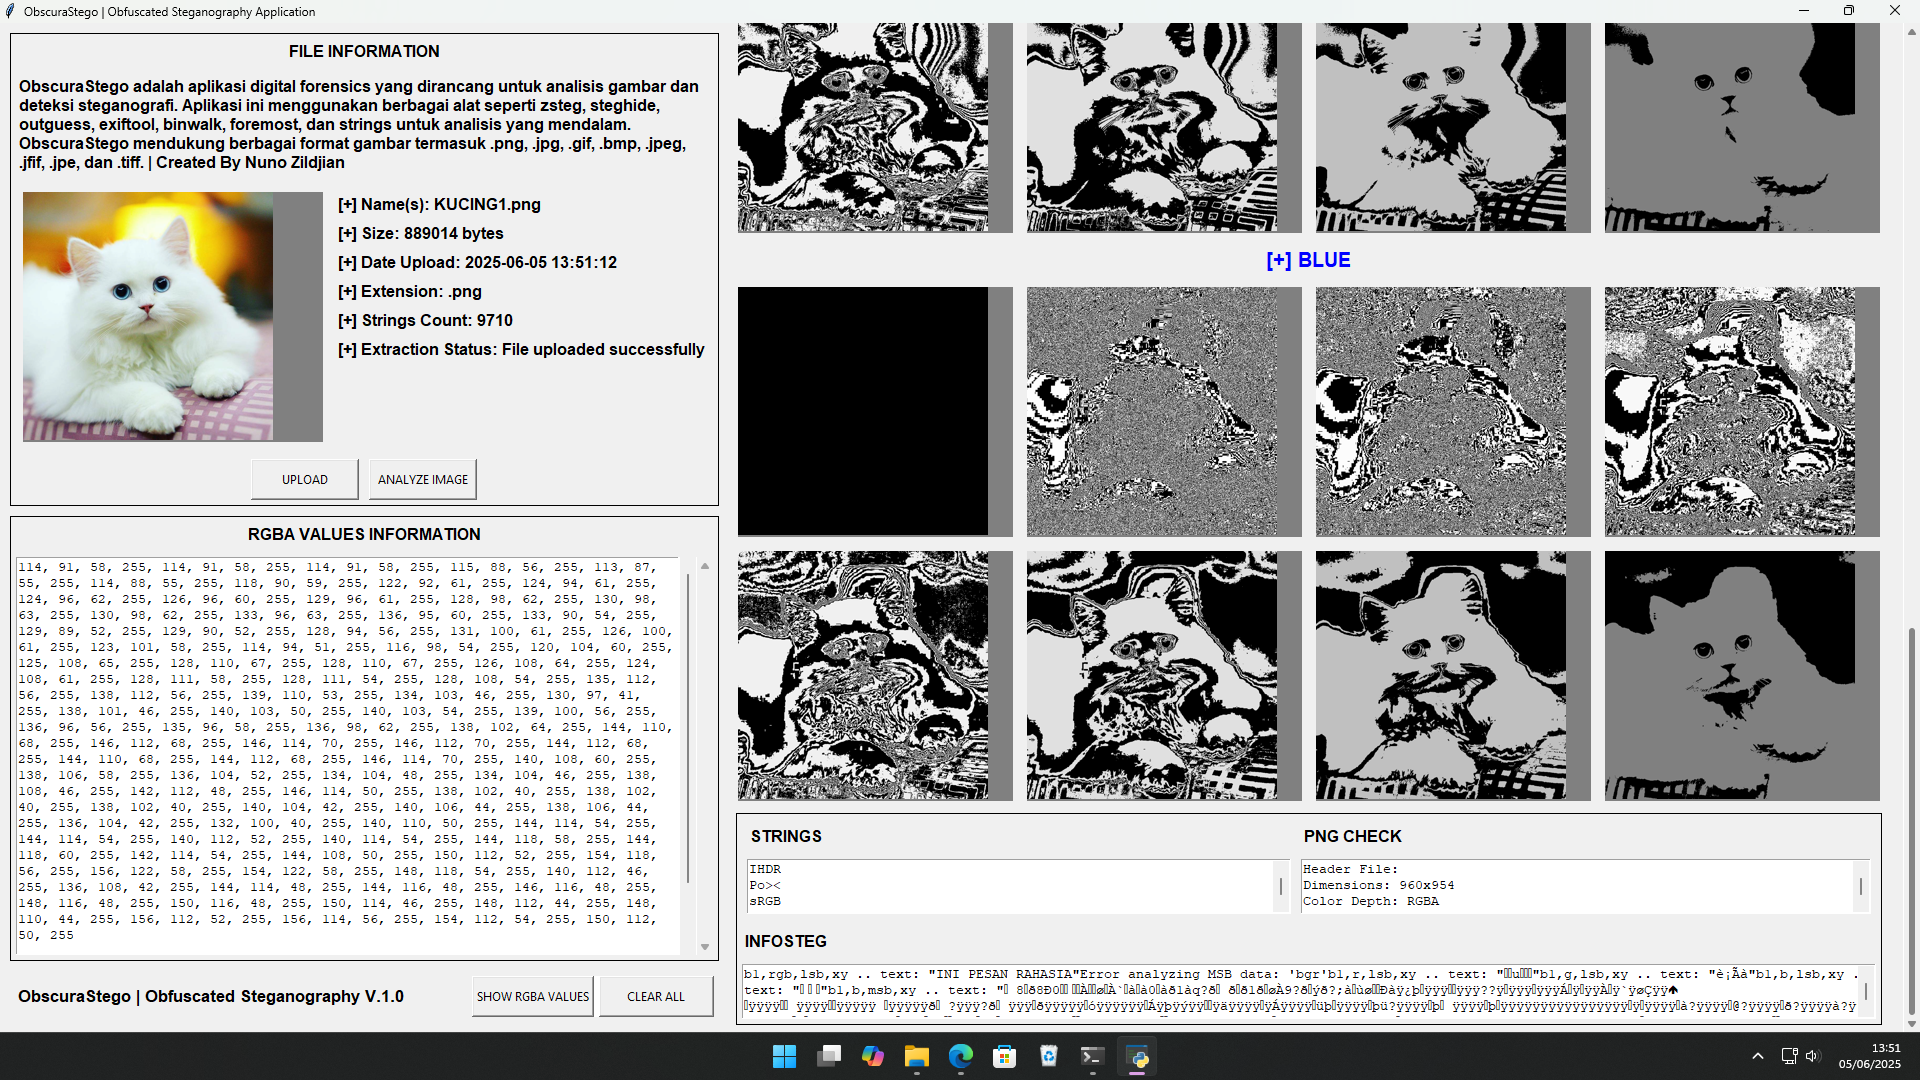 ObscuraStego | Obfuscated Steganography Application
FILE INFORMATION
ObscuraStego adalah aplikasi digital forensics yang dirancang untuk analisis gambar dan
deteksi steganografi. Aplikasi ini menggunakan berbagai alat seperti zsteg, steghide,
outguess, exiftool, binwalk, foremost, dan strings untuk analisis yang mendalam.
ObscuraStego mendukung berbagai format gambar termasuk .png, .jpg, .gif, .bmp, .jpeg,
.jfif, .jpe, dan .tiff. | Created By Nuno Zildjian
[+] Name(s): KUCING1.png
[+] Size: 889014 bytes
[+] Date Upload: 2025-06-05 13:51:12
[+] Extension: .png
[+] Strings Count: 9710
[+] Extraction Status: File uploaded successfully
UPLOAD
ANALYZE IMAGE
RGBA VALUES INFORMATION
114, 91, 58, 255, 114, 91, 58, 255, 114, 91, 58, 255, 115, 88, 56, 255, 113, 87,
55, 255, 114, 88, 55, 255, 118, 90, 59, 255, 122, 92, 61, 255, 124, 94, 61, 255,
124, 96, 62, 255, 126, 96, 60, 255, 129, 96, 61, 255, 128, 98, 62, 255, 130, 98,
63, 255, 130, 98, 62, 255, 133, 96, 63, 255, 136, 95, 60, 255, 133, 90, 54, 255,
129, 89, 52, 255, 129, 90, 52, 255, 128, 94, 56, 255, 131, 100, 61, 255, 126, 100,
61, 255, 123, 101, 58, 255, 114, 94, 51, 255, 116, 98, 54, 255, 120, 104, 60, 255,
125, 108, 65, 255, 128, 110, 67, 255, 128, 110, 67, 255, 126, 108, 64, 255, 124,
108, 61, 255, 128, 111, 58, 255, 128, 111, 54, 255, 128, 108, 54, 255, 135, 112,
56, 255, 138, 112, 56, 255, 139, 110, 53, 255, 134, 103, 46, 255, 130, 97, 41,
255, 138, 101, 46, 255, 140, 103, 50, 255, 140, 103, 54, 255, 139, 100, 56, 255,
136, 96, 56, 255, 135, 96, 58, 255, 136, 98, 62, 255, 138, 102, 64, 255, 144, 110,
68, 255, 146, 112, 68, 255, 146, 114, 70, 255, 146, 112, 70, 255, 144, 112, 68,
255, 144, 110, 68, 255, 144, 112, 68, 255, 146, 114, 70, 255, 140, 108, 60, 255,
138, 106, 58, 255, 136, 104, 52, 255, 134, 104, 48, 255, 134, 104, 46, 255, 138,
108, 46, 255, 142, 112, 48, 255, 146, 114, 50, 255, 138, 102, 40, 255, 138, 102,
40, 255, 138, 102, 40, 255, 140, 104, 42, 255, 140, 106, 44, 255, 138, 106, 44,
255, 136, 104, 42, 255, 132, 100, 40, 255, 140, 110, 50, 255, 144, 114, 54, 255,
144, 114, 54, 255, 140, 112, 52, 255, 140, 114, 54, 255, 144, 118, 58, 255, 144,
118, 60, 255, 142, 114, 54, 255, 144, 108, 50, 255, 150, 112, 52, 255, 154, 118,
56, 255, 156, 122, 58, 255, 154, 122, 58, 255, 148, 118, 54, 255, 140, 112, 46,
255, 136, 108, 42, 255, 144, 114, 48, 255, 144, 116, 48, 255, 146, 116, 48, 255,
148, 116, 48, 255, 150, 116, 48, 255, 150, 114, 46, 255, 148, 112, 44, 255, 148,
110, 44, 255, 156, 112, 52, 255, 156, 114, 56, 255, 154, 112, 54, 255, 150, 112,
50, 255
ObscuraStego | Obfuscated Steganography V.1.0
SHOW RGBA VALUES
CLEAR ALL
[+] BLUE
STRINGS
IHDR
Po><
sRGB
PNG CHECK
Header File:
Dimensions: 960x954
Color Depth: RGBA
INFOSTEG
b1,rgb,lsb,xy .. text: "INI PESAN RAHASIA"Error analyzing MSB data: 'bgr'b1,r,lsb,xy .. text: "u"b1,g,lsb,xy .. text: "è¡Ãà"b1,b,lsb,xy .
text: ""b1,b,msb,xy .. text: "
13:51
05/06/2025